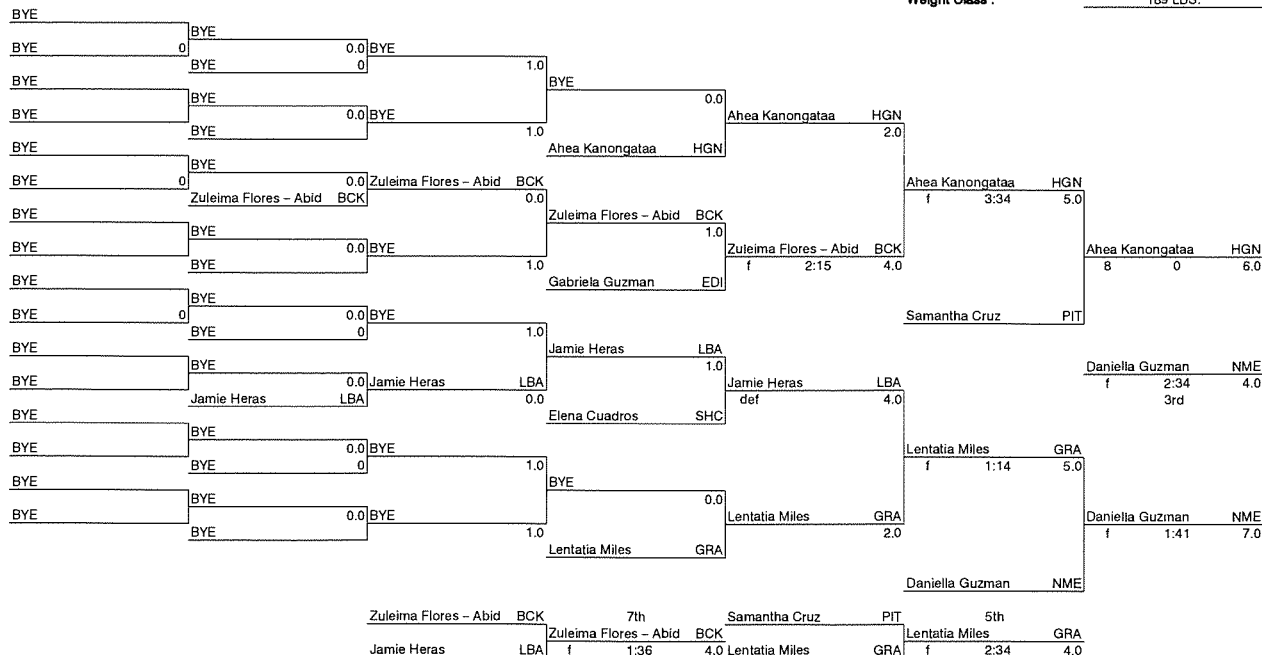 Weight Class : 189 LBS.
BYE
BYE
BYE 0 0.0 BYE
BYE 0 1.0
BYE BYE
BYE 0.0
BYE 0.0 BYE Ahea Kanongataa HGN
BYE BYE 1.0 2.0
BYE Ahea Kanongataa HGN
BYE
BYE 0 0.0 Zuleima Flores – Abid BCK Ahea Kanongataa HGN
Zuleima Flores – Abid BCK 0.0 f 3:34 5.0
BYE Zuleima Flores – Abid BCK
BYE 1.0
BYE 0.0 BYE Zuleima Flores – Abid BCK Ahea Kanongataa HGN
BYE 1.0 f 2:15 4.0 8 0 6.0
Gabriela Guzman EDI
BYE
BYE
BYE 0 0.0 BYE Samantha Cruz PIT
BYE 0 1.0
BYE Jamie Heras LBA
BYE 1.0 Daniella Guzman NME
BYE 0.0 Jamie Heras LBA Jamie Heras LBA f 2:34 4.0
Jamie Heras LBA 0.0 def 4.0 3rd
BYE Elena Cuadros SHC
BYE
BYE 0.0 BYE Lentatia Miles GRA
BYE 0 1.0 f 1:14 5.0
BYE BYE
BYE 0.0
BYE 0.0 BYE Lentatia Miles GRA Daniella Guzman NME
BYE 1.0 2.0 f 1:41 7.0
Lentatia Miles GRA
Daniella Guzman NME
Zuleima Flores – Abid BCK 7th Samantha Cruz PIT 5th
Zuleima Flores – Abid BCK Lentatia Miles GRA
Jamie Heras LBA f 1:36 4.0 Lentatia Miles GRA f 2:34 4.0